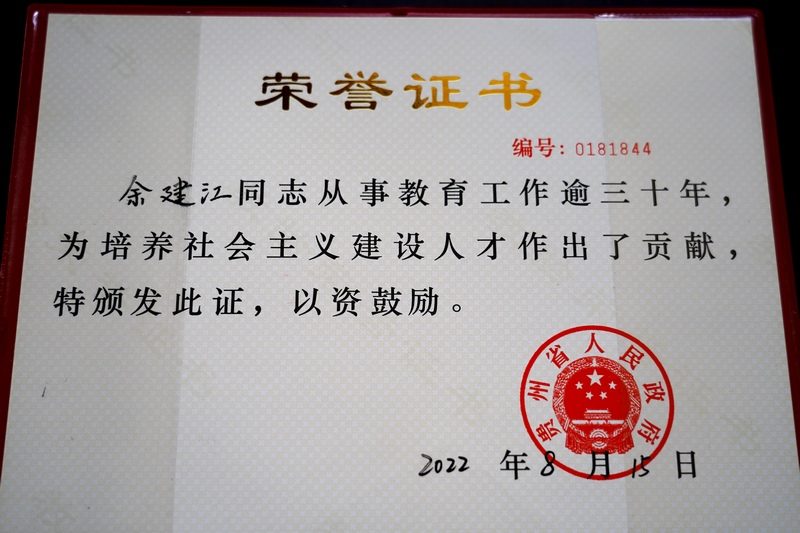 荣誉证书
编号：0181844
余建江同志从事教育工作逾三十年，
为培养社会主义建设人才作出了贡献，
特颁发此证，以资鼓励。
贵州省人民政府
2022 年 8 月 15 日